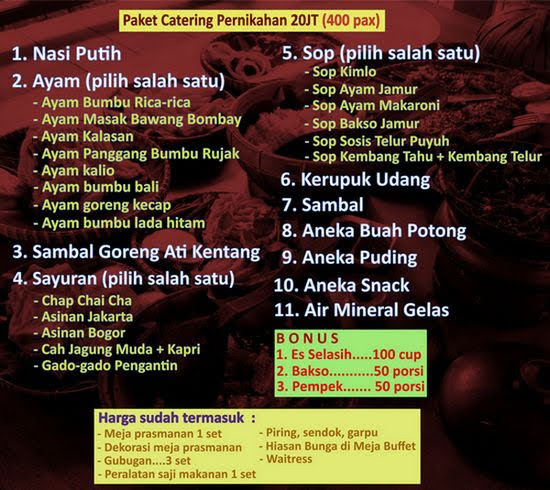 Paket Catering Pernikahan 20JT (400 pax)
1. Nasi Putih
2. Ayam (pilih salah satu)
- Ayam Bumbu Rica-rica
- Ayam Masak Bawang Bombay
- Ayam Kalasan
- Ayam Panggang Bumbu Rujak
- Ayam kalio
- Ayam bumbu bali
- Ayam goreng kecap
- Ayam bumbu lada hitam
3. Sambal Goreng Ati Kentang
4. Sayuran (pilih salah satu)
- Chap Chai Cha
- Asinan Jakarta
- Asinan Bogor
- Cah Jagung Muda + Kapri
- Gado-gado Pengantin
5. Sop (pilih salah satu)
- Sop Kimlo
- Sop Ayam Jamur
- Sop Ayam Makaroni
- Sop Bakso Jamur
- Sop Sosis Telur Puyuh
- Sop Kembang Tahu + Kembang Telur
6. Kerupuk Udang
7. Sambal
8. Aneka Buah Potong
9. Aneka Puding
10. Aneka Snack
11. Air Mineral Gelas
B O N U S
1. Es Selasih.....100 cup
2. Bakso...........50 porsi
3. Pempek....... 50 porsi
Harga sudah termasuk :
- Meja prasmanan 1 set
- Dekorasi meja prasmanan
- Gubugan....3 set
- Peralatan saji makanan 1 set
- Piring, sendok, garpu
- Hiasan Bunga di Meja Buffet
- Waitress